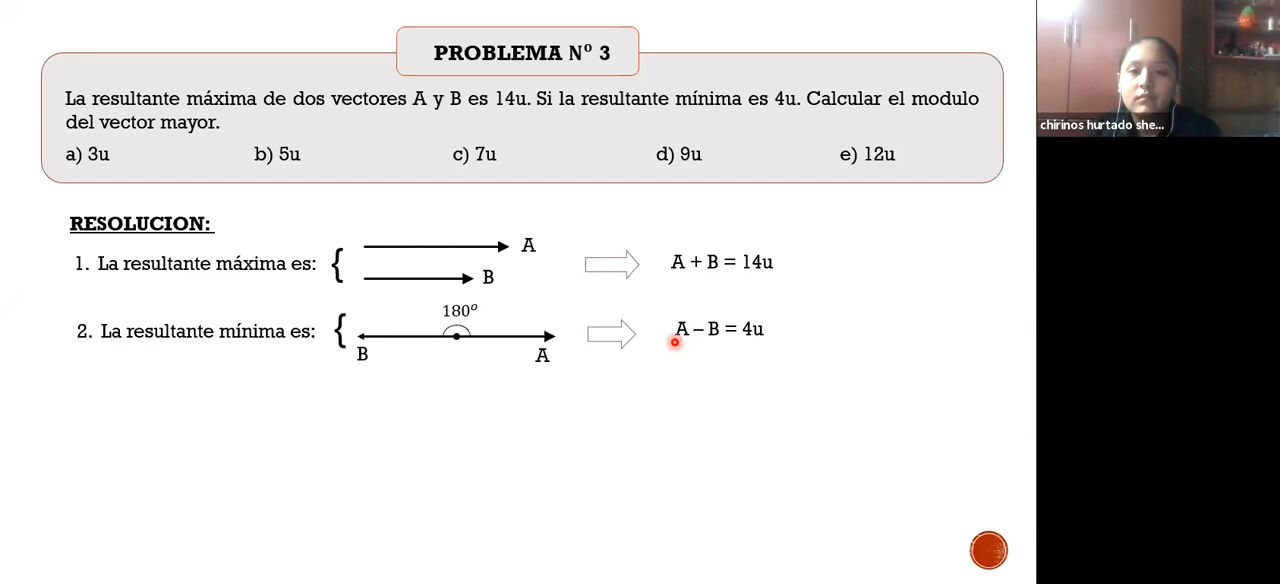 PROBLEMA Nº 3
La resultante máxima de dos vectores A y B es 14u. Si la resultante mínima es 4u. Calcular el modulo
del vector mayor.
a) 3u b) 5u c) 7u d) 9u e) 12u
RESOLUCION:
1. La resultante máxima es: { A
B
A + B = 14u
2. La resultante mínima es: { 180º
B A
A – B = 4u
chirinos hurtado she...